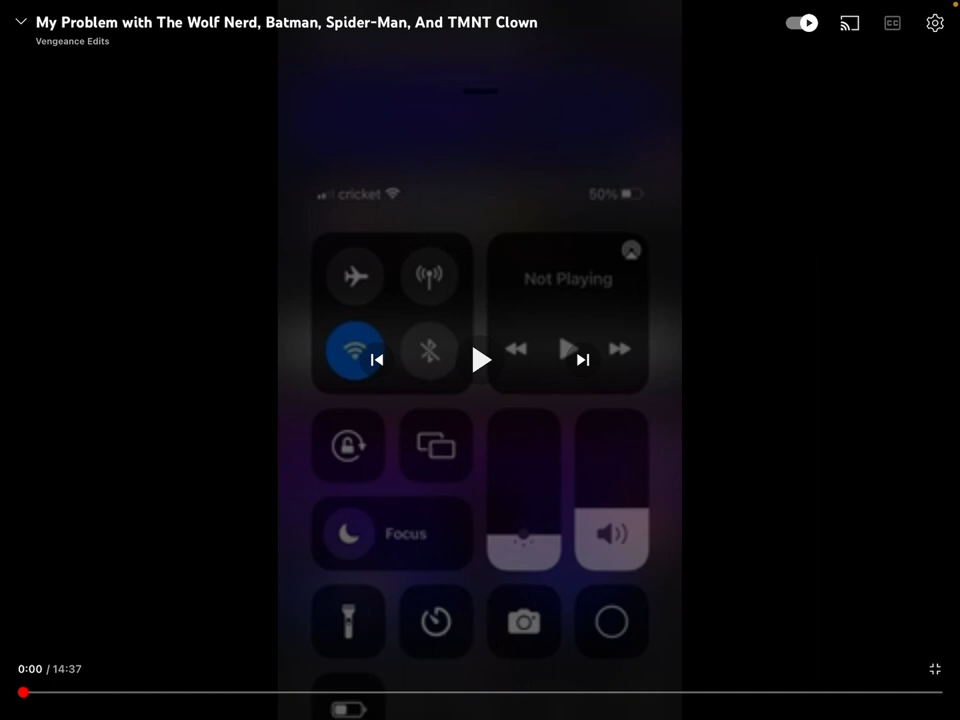 My Problem with The Wolf Nerd, Batman, Spider-Man, And TMNT Clown
Vengeance Edits
CC
cricket
50%
Not Playing
Focus
0:00 / 14:37